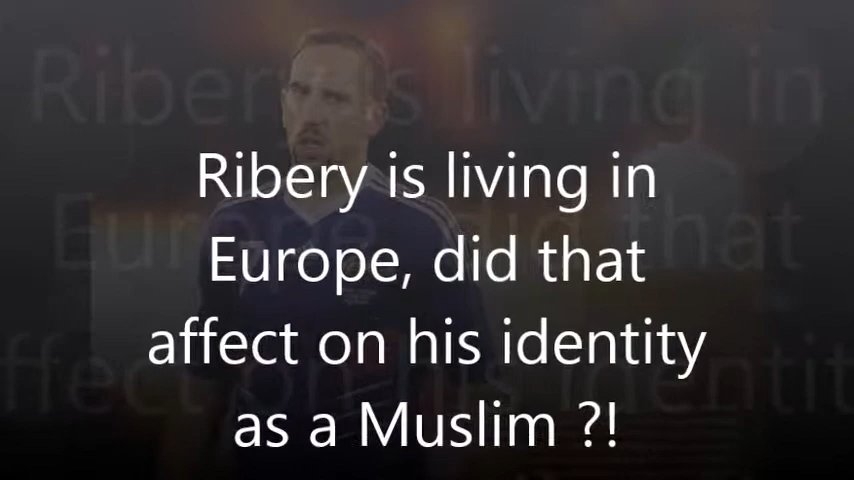 Ribery is living in
Europe, did that
affect on his identity
as a Muslim ?!